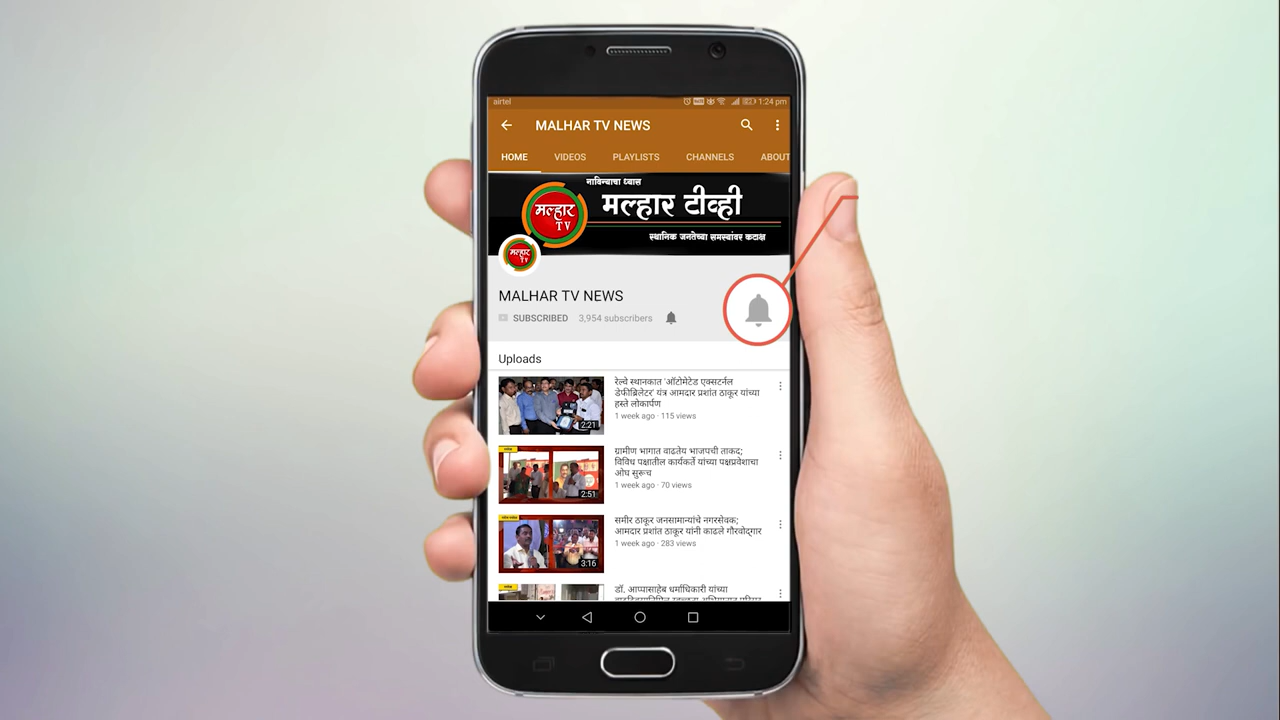 airtel 1:24 pm
MALHAR TV NEWS
HOME VIDEOS PLAYLISTS CHANNELS ABOUT
नाविन्याचा ध्यास
मल्हार टीव्ही
मल्हार
TV
स्थानिक जनतेच्या समस्यांवर कटाक्ष
मल्हार
TV
MALHAR TV NEWS
SUBSCRIBED 3,954 subscribers
Uploads
रेल्वे स्थानकात 'ऑटोमेटेड एक्सटर्नल
डेफीब्रिलेटर' यंत्र आमदार प्रशांत ठाकूर यांच्या
हस्ते लोकार्पण
1 week ago · 115 views
2:21
ग्रामीण भागात वाढतेय भाजपची ताकद;
विविध पक्षातील कार्यकर्ते यांच्या पक्षप्रवेशाचा
ओघ सुरूच
1 week ago · 70 views
2:51
समीर ठाकूर जनसामान्यांचे नगरसेवक;
आमदार प्रशांत ठाकूर यांनी काढले गौरवोद्गार
1 week ago · 283 views
3:16
डॉ. आप्पासाहेब धर्माधिकारी यांच्या